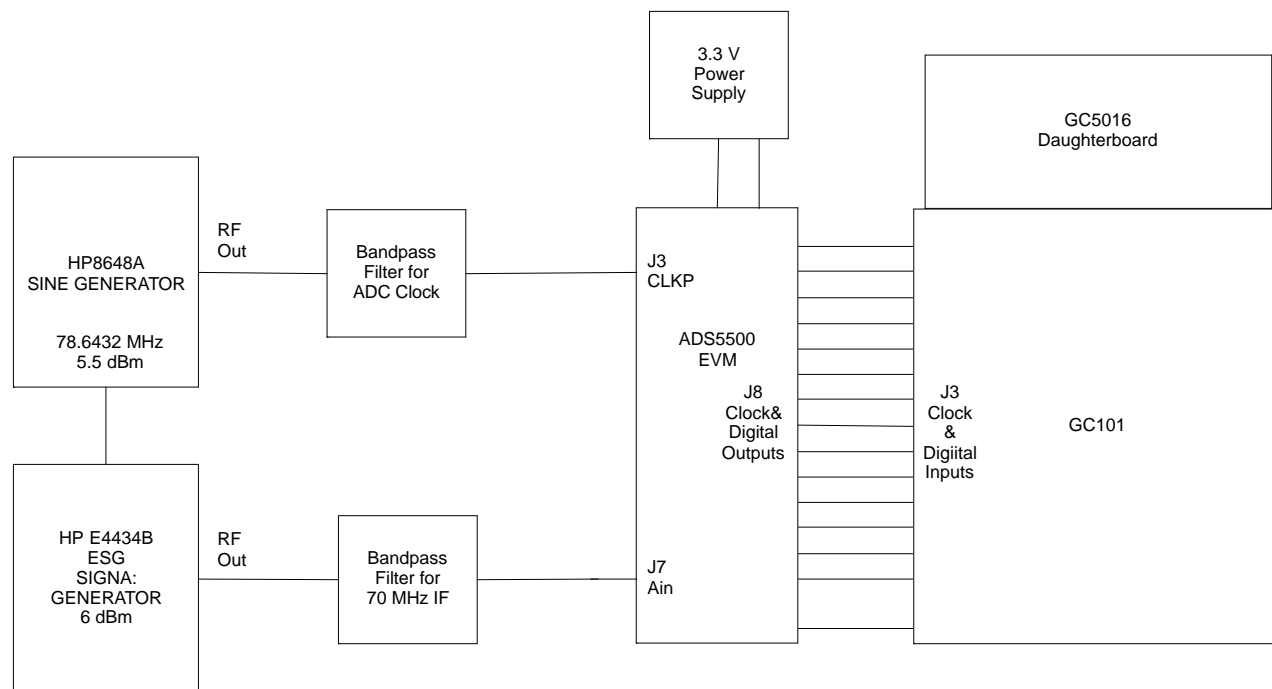 3.3 V
Power
Supply
GC5016
Daughterboard
HP8648A
SINE GENERATOR
78.6432 MHz
5.5 dBm
RF
Out
Bandpass
Filter for
ADC Clock
J3
CLKP
ADS5500
EVM
J8
Clock&
Digital
Outputs
J3
Clock
&
Digiital
Inputs
GC101
HP E4434B
ESG
SIGNA:
GENERATOR
6 dBm
RF
Out
Bandpass
Filter for
70 MHz IF
J7
Ain